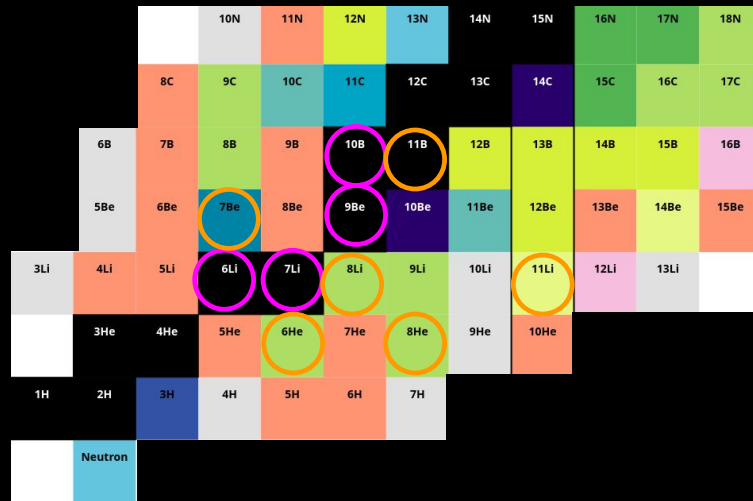 10N 11N 12N 13N 14N 15N 16N 17N 18N
8C 9C 10C 11C 12C 13C 14C 15C 16C 17C
6B 7B 8B 9B 10B 11B 12B 13B 14B 15B 16B
5Be 6Be 7Be 8Be 9Be 10Be 11Be 12Be 13Be 14Be 15Be
3Li 4Li 5Li 6Li 7Li 8Li 9Li 10Li 11Li 12Li 13Li
3He 4He 5He 6He 7He 8He 9He 10He
1H 2H 3H 4H 5H 6H 7H
Neutron